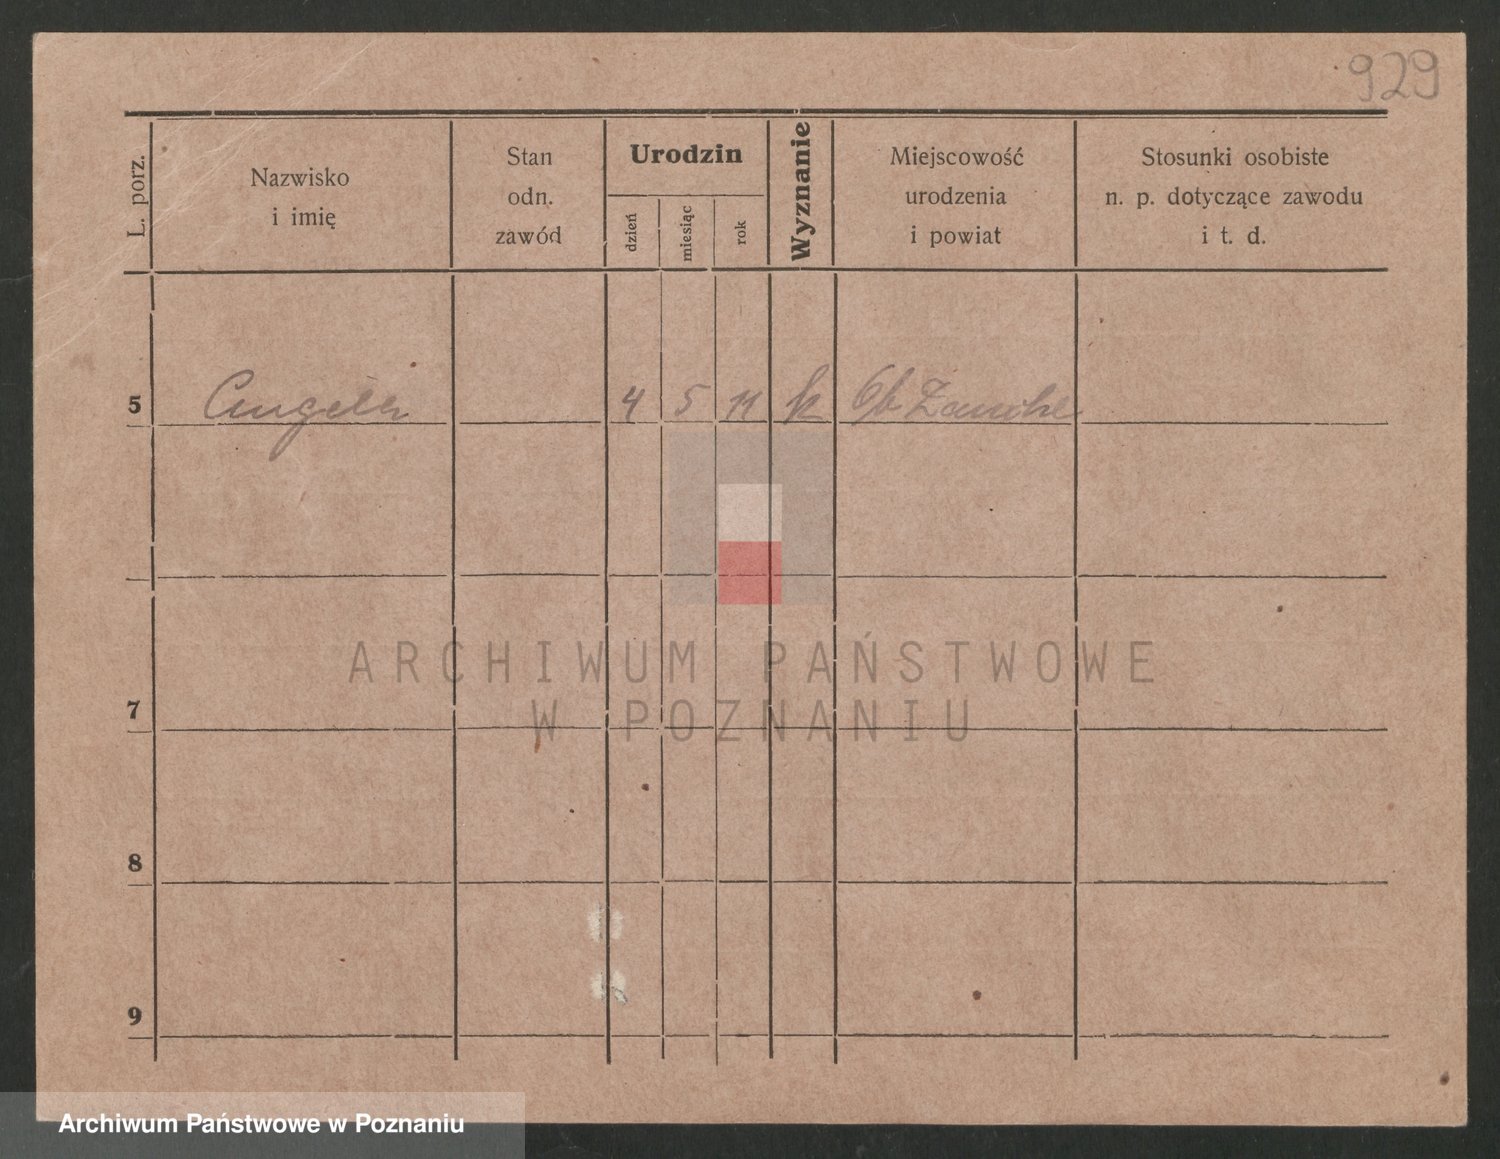 929
L. porz.
Nazwisko
i imię
Stan
odn.
zawód
Urodzin
dzień
miesiąc
rok
Wyznanie
Miejscowość
urodzenia
i powiat
Stosunki osobiste
n. p. dotyczące zawodu
i t. d.
5 4 5 11 k
7
8
9
ARCHIWUM PAŃSTWOWE
W POZNANIU
Archiwum Państwowe w Poznaniu